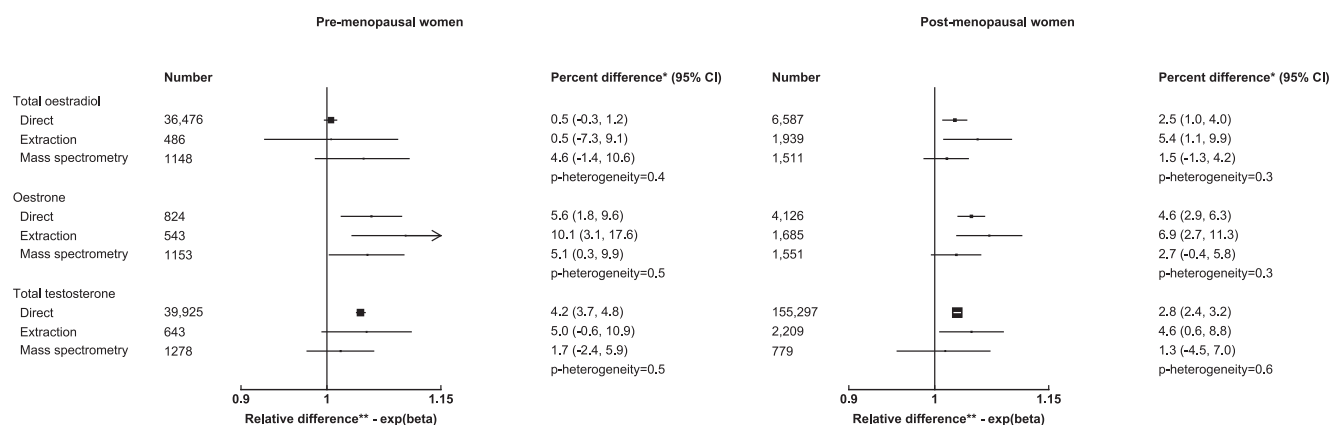 Pre-menopausal women Post-menopausal women
Number Percent difference* (95% CI) Number Percent difference* (95% CI)
Total oestradiol
Direct 36,476 0.5 (-0.3, 1.2) 6,587 2.5 (1.0, 4.0)
Extraction 486 0.5 (-7.3, 9.1) 1,939 5.4 (1.1, 9.9)
Mass spectrometry 1148 4.6 (-1.4, 10.6) 1,511 1.5 (-1.3, 4.2)
p-heterogeneity=0.4 p-heterogeneity=0.3
Oestrone
Direct 824 5.6 (1.8, 9.6) 4,126 4.6 (2.9, 6.3)
Extraction 543 10.1 (3.1, 17.6) 1,685 6.9 (2.7, 11.3)
Mass spectrometry 1153 5.1 (0.3, 9.9) 1,551 2.7 (-0.4, 5.8)
p-heterogeneity=0.5 p-heterogeneity=0.3
Total testosterone
Direct 39,925 4.2 (3.7, 4.8) 155,297 2.8 (2.4, 3.2)
Extraction 643 5.0 (-0.6, 10.9) 2,209 4.6 (0.6, 8.8)
Mass spectrometry 1278 1.7 (-2.4, 5.9) 779 1.3 (-4.5, 7.0)
p-heterogeneity=0.5 p-heterogeneity=0.6
0.9 1 1.15 0.9 1 1.15
Relative difference** - exp(beta) Relative difference** - exp(beta)